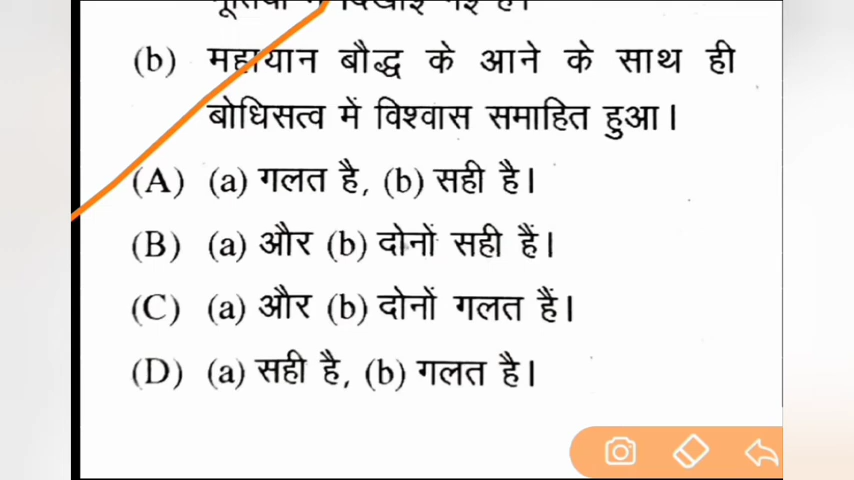 (b) महायान बौद्ध के आने के साथ ही
बोधिसत्व में विश्वास समाहित हुआ।
(A) (a) गलत है, (b) सही है।
(B) (a) और (b) दोनों सही हैं।
(C) (a) और (b) दोनों गलत हैं।
(D) (a) सही है, (b) गलत है।